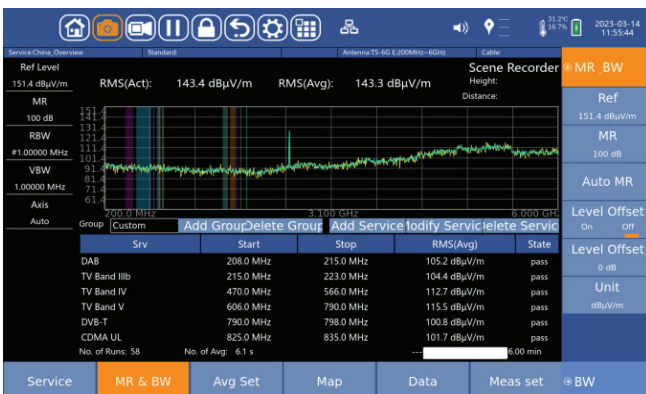 31.2°C
16.7%
2023-03-14
11:55:44
Service:China_Overview
Standard:
Antenna:TS-6G E:200MHz~6GHz
Cable:
Ref Level
151.4 dBμV/m
MR
100 dB
RBW
#1.00000 MHz
VBW
1.00000 MHz
Axis
Auto
RMS(Act): 143.4 dBμV/m RMS(Avg): 143.3 dBμV/m
Scene Recorder
Height:
Distance:
151.4
141.4
131.4
121.4
111.4
101.4
91.4
81.4
71.4
61.4
200.0 MHz 3.100 GHz 6.000 GHz
Group Custom Add Group Delete Group Add Service Modify Service Delete Service
Srv Start Stop RMS(Avg) State
DAB 208.0 MHz 215.0 MHz 105.2 dBμV/m pass
TV Band IIIb 215.0 MHz 223.0 MHz 104.4 dBμV/m pass
TV Band IV 470.0 MHz 566.0 MHz 112.7 dBμV/m pass
TV Band V 606.0 MHz 790.0 MHz 115.5 dBμV/m pass
DVB-T 790.0 MHz 798.0 MHz 100.8 dBμV/m pass
CDMA UL 825.0 MHz 835.0 MHz 101.7 dBμV/m pass
No. of Runs: 58 No. of Avg: 6.1 s --- 6.00 min
MR_BW
Ref
151.4 dBμV/m
MR
100 dB
Auto MR
Level Offset
On Off
Level Offset
0 dB
Unit
dBμV/m
Service MR & BW Avg Set Map Data Meas set BW